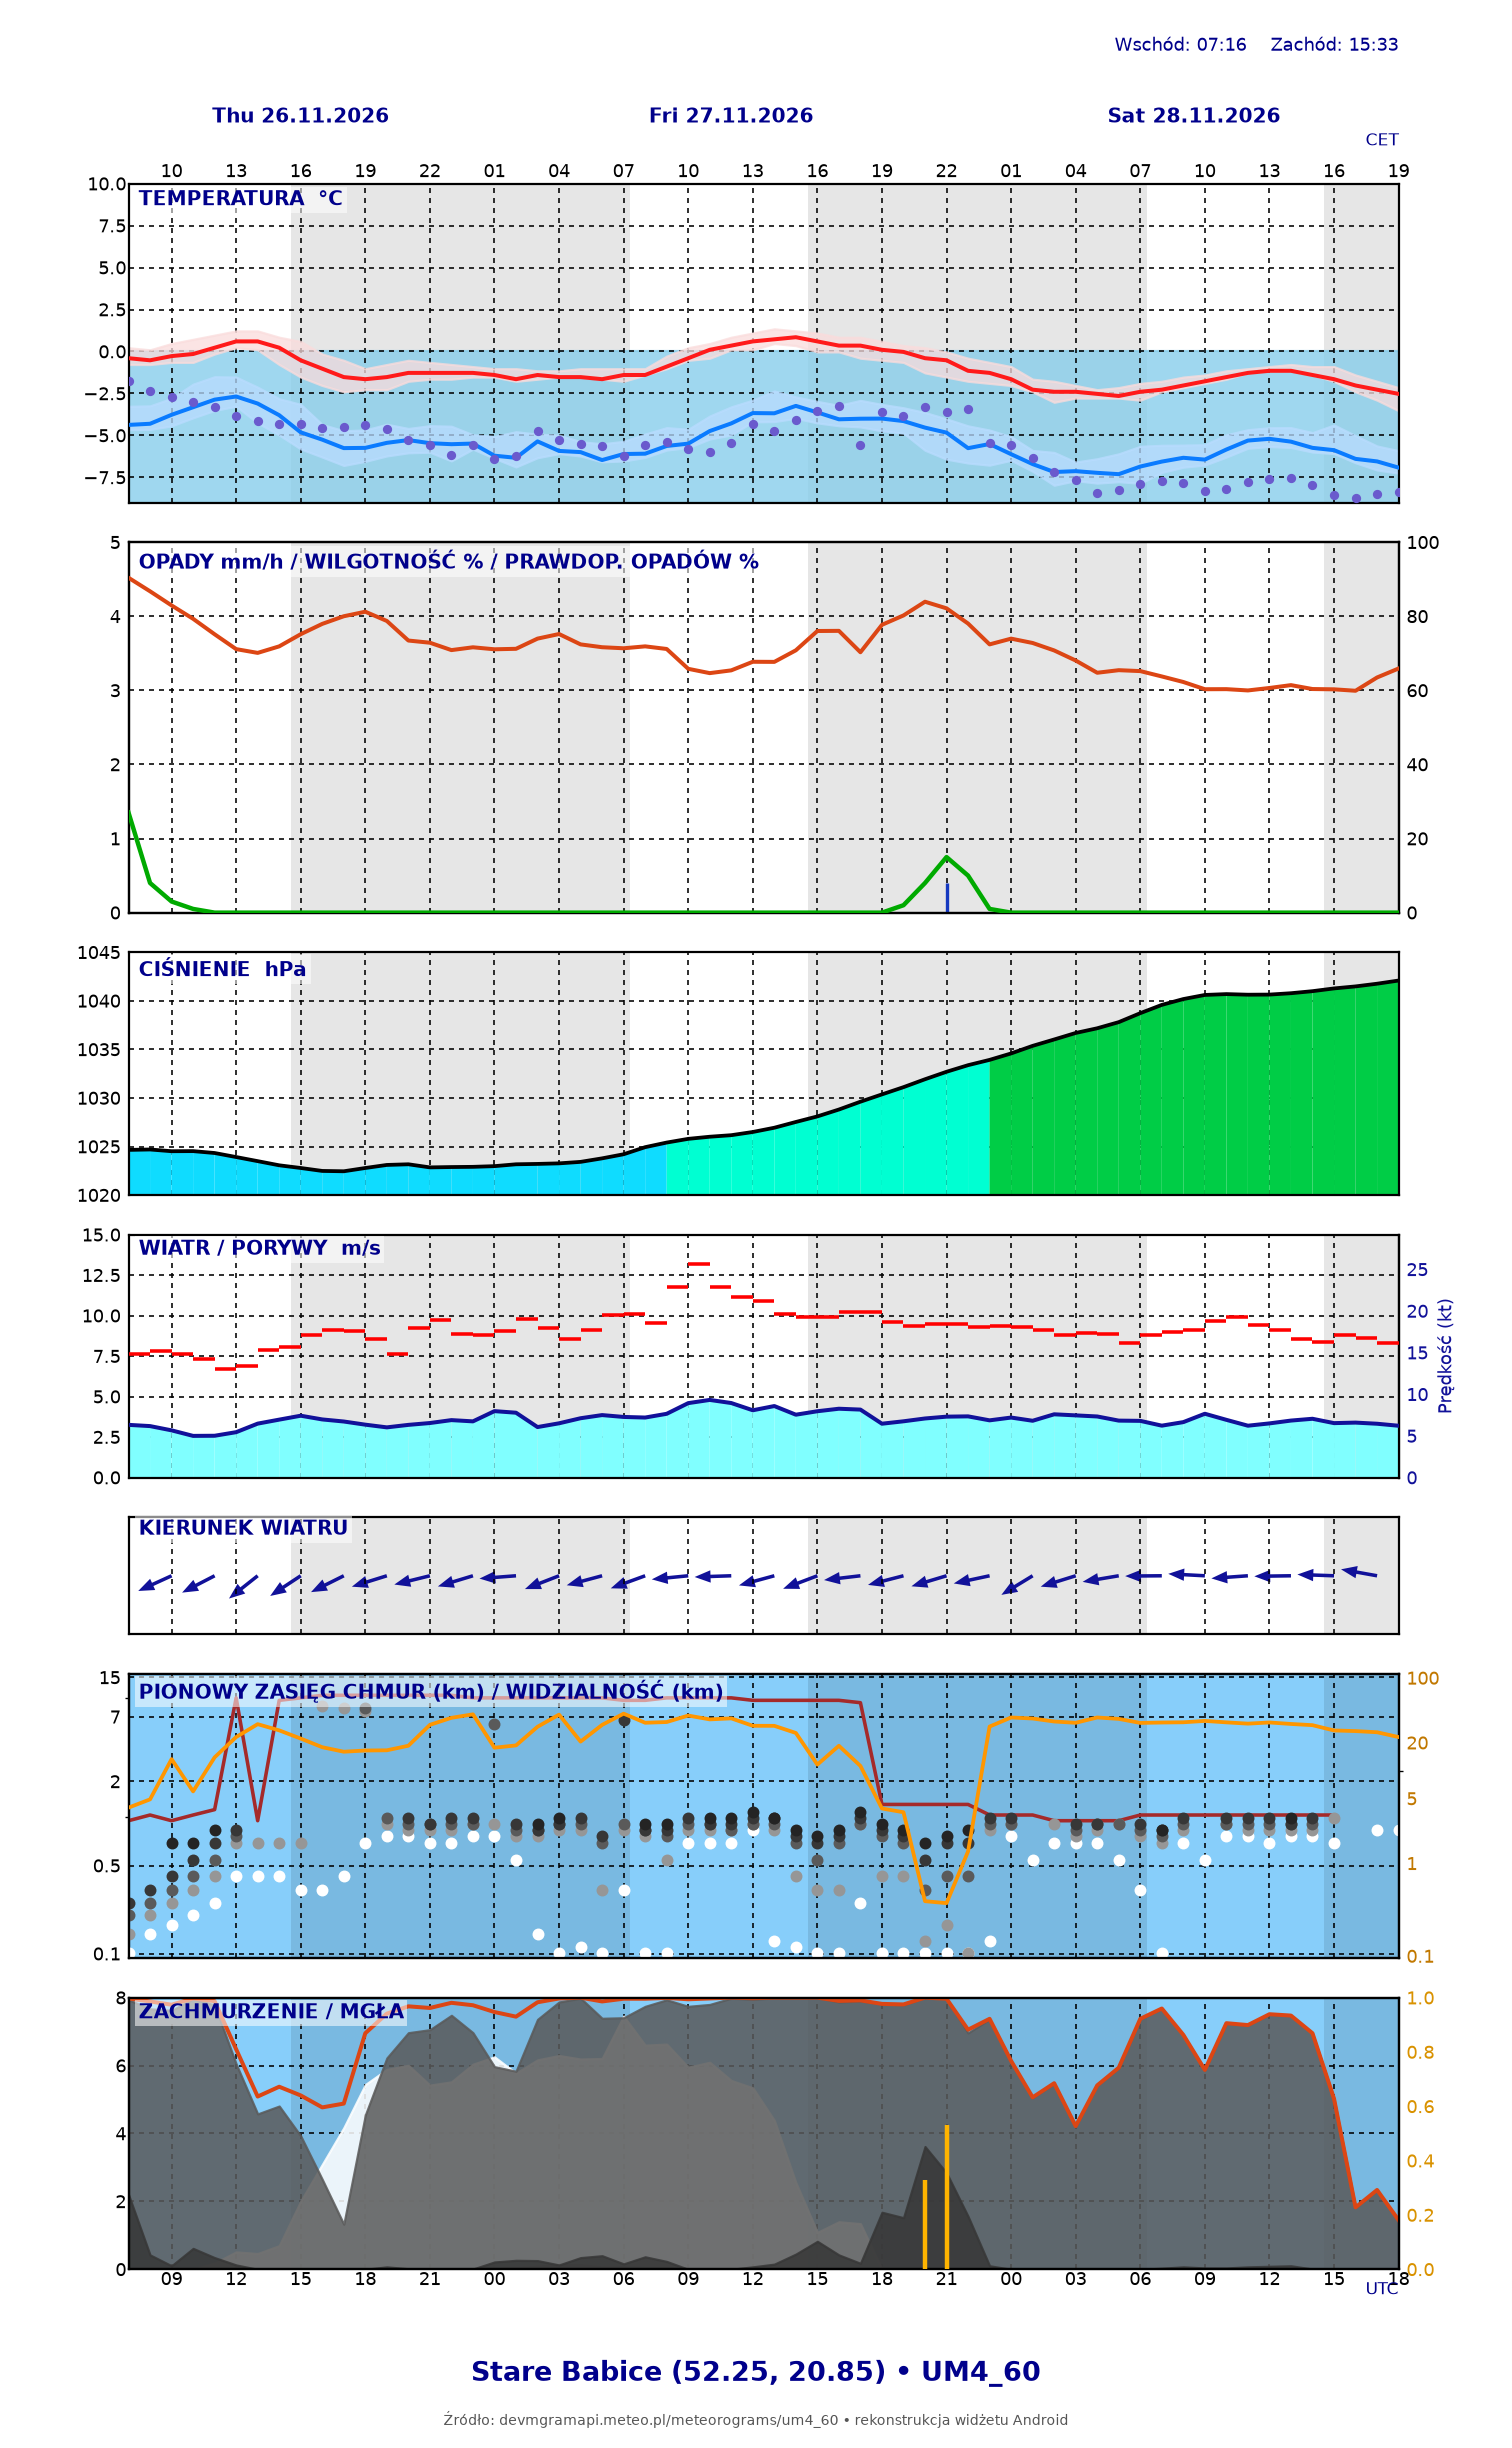 Wschód: 07:16 Zachód: 15:33
Thu 26.11.2026 Fri 27.11.2026 Sat 28.11.2026
CET
10 13 16 19 22 01 04 07 10 13 16 19 22 01 04 07 10 13 16 19
TEMPERATURA °C
10.0
7.5
5.0
2.5
0.0
−2.5
−5.0
−7.5
OPADY mm/h / WILGOTNOŚĆ % / PRAWDOP. OPADÓW %
5 100
4 80
3 60
2 40
1 20
0 0
CIŚNIENIE hPa
1045
1040
1035
1030
1025
1020
WIATR / PORYWY m/s
15.0
12.5 25
10.0 20
7.5 15
5.0 10
2.5 5
0.0 0
Prędkość (kt)
KIERUNEK WIATRU
PIONOWY ZASIĘG CHMUR (km) / WIDZIALNOŚĆ (km)
15 100
7 20
2 5
0.5 1
0.1 0.1
ZACHMURZENIE / MGŁA
8 1.0
6 0.8
0.6
4 0.4
2 0.2
0 0.0
09 12 15 18 21 00 03 06 09 12 15 18 21 00 03 06 09 12 15 18
UTC
Stare Babice (52.25, 20.85) • UM4_60
Źródło: devmgramapi.meteo.pl/meteorograms/um4_60 • rekonstrukcja widżetu Android